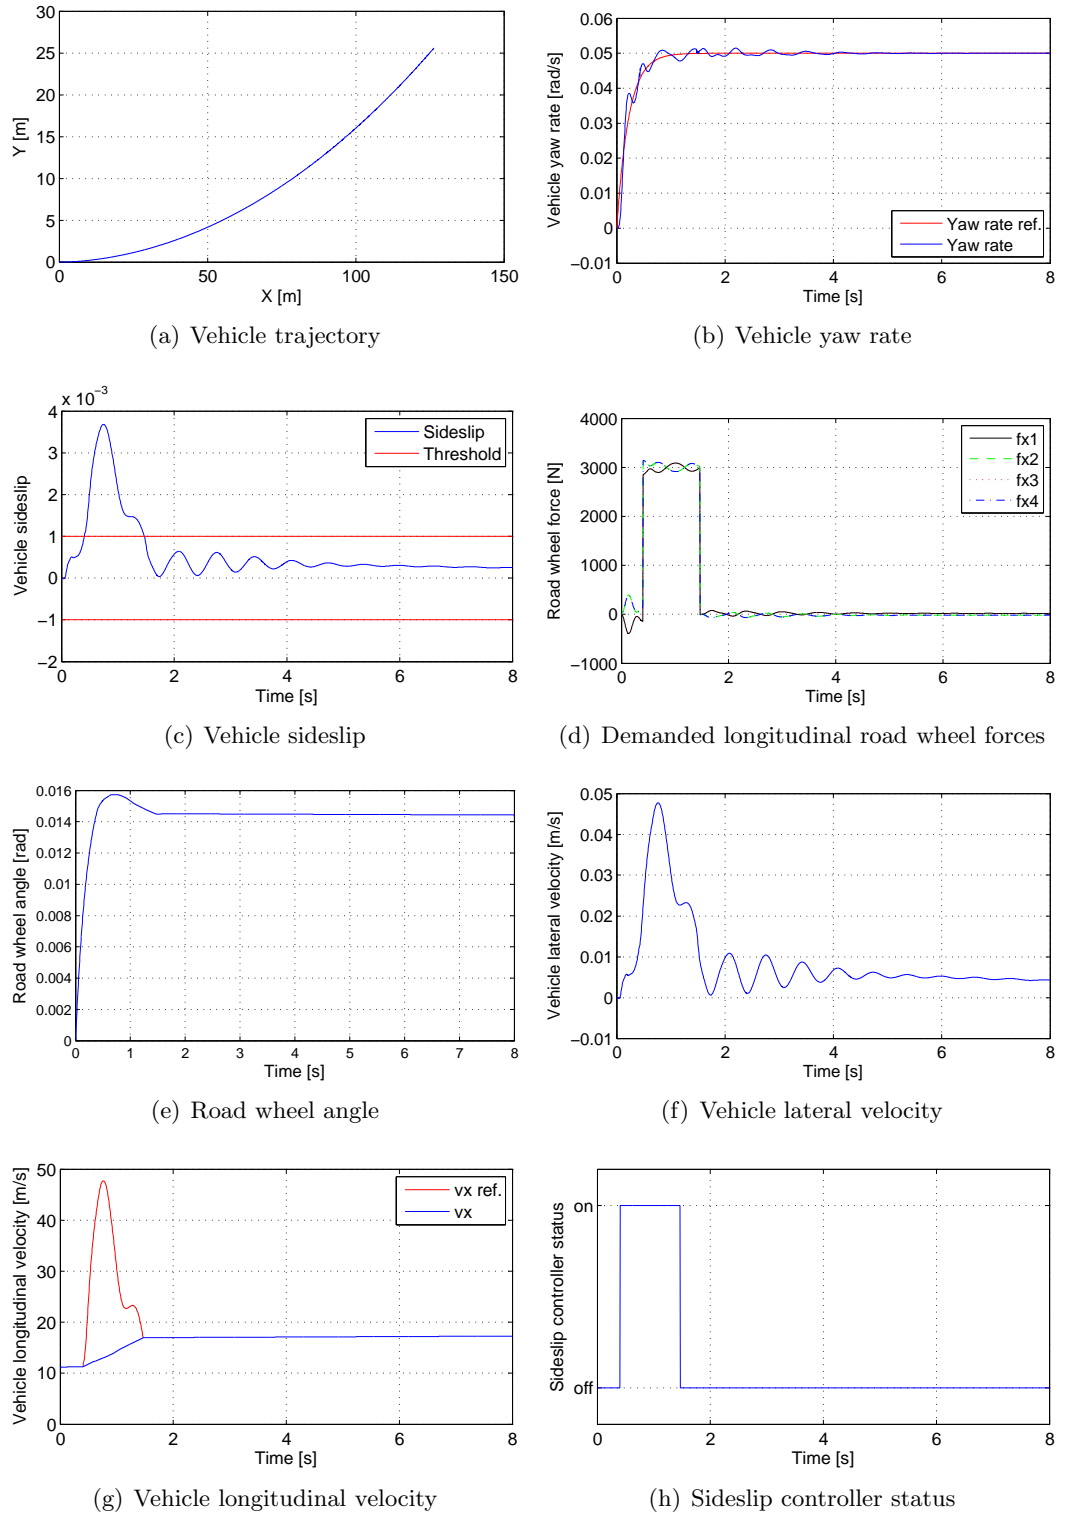 30
25
20
15
10
5
0
0 50 100 150
Y [m]
X [m]
(a) Vehicle trajectory
0.06
0.05
0.04
0.03
0.02
0.01
0
−0.01
0 2 4 6 8
Vehicle yaw rate [rad/s]
Time [s]
Yaw rate ref.
Yaw rate
(b) Vehicle yaw rate
x 10−3
4
3
2
1
0
−1
−2
0 2 4 6 8
Vehicle sideslip
Time [s]
Sideslip
Threshold
(c) Vehicle sideslip
4000
3000
2000
1000
0
−1000
0 2 4 6 8
Road wheel force [N]
Time [s]
fx1
fx2
fx3
fx4
(d) Demanded longitudinal road wheel forces
0.016
0.014
0.012
0.01
0.008
0.006
0.004
0.002
0
0 1 2 3 4 5 6 7 8
Road wheel angle [rad]
Time [s]
(e) Road wheel angle
0.05
0.04
0.03
0.02
0.01
0
−0.01
0 2 4 6 8
Vehicle lateral velocity [m/s]
Time [s]
(f) Vehicle lateral velocity
50
40
30
20
10
0
0 2 4 6 8
Vehicle longitudinal velocity [m/s]
Time [s]
vx ref.
vx
(g) Vehicle longitudinal velocity
on
off
0 2 4 6 8
Sideslip controller status
Time [s]
(h) Sideslip controller status